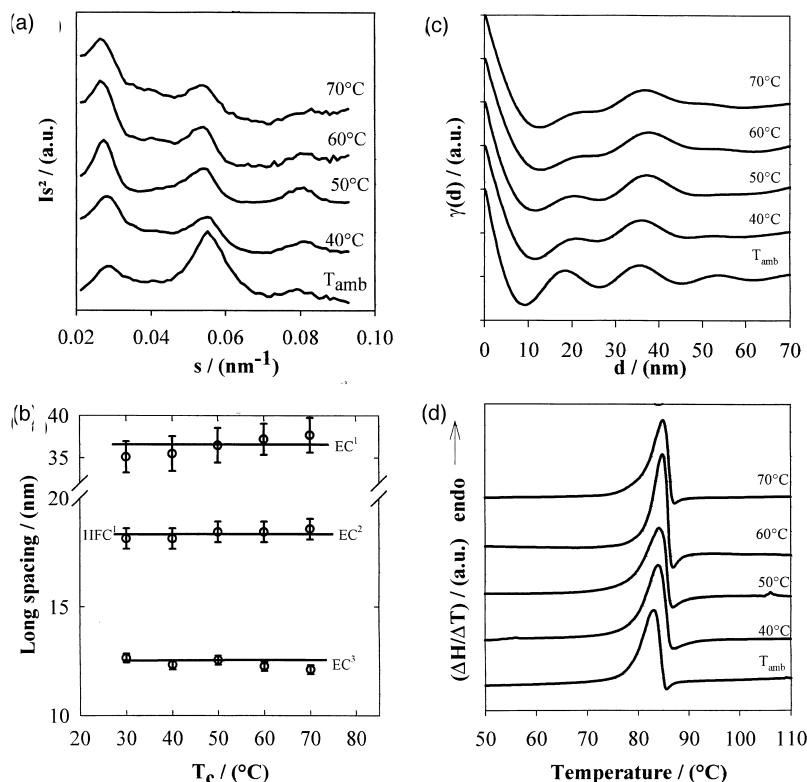 (a)
Is² / (a.u.)
70°C
60°C
50°C
40°C
Tamb
0.02 0.04 0.06 0.08 0.10
s / (nm-1)
(c)
γ(d) / (a.u.)
70°C
60°C
50°C
40°C
Tamb
0 10 20 30 40 50 60 70
d / (nm)
(b)
Long spacing / (nm)
40
35
20
15
10
EC1
HFC1
EC2
EC3
20 30 40 50 60 70 80
Tc / (°C)
(d)
(ΔH/ΔT) / (a.u.) endo
70°C
60°C
50°C
40°C
Tamb
50 60 70 80 90 100 110
Temperature / (°C)